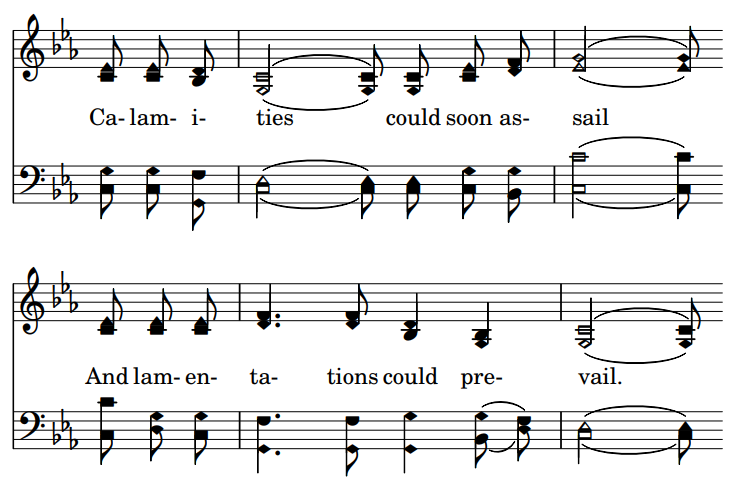 Ca- lam- i- ties could soon as- sail
And lam- en- ta- tions could pre- vail.